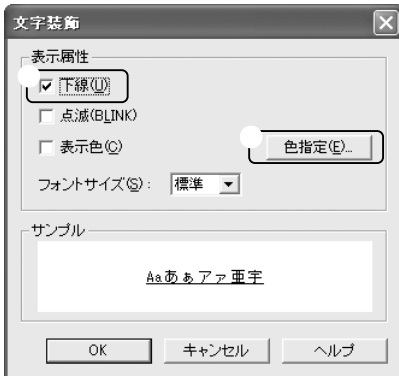 文字装飾
表示属性
下線(U)
点滅(BLINK)
表示色(C)
色指定(E)...
フォントサイズ(S)： 標準
サンプル
Aaあぁアァ亜宇
OK キャンセル ヘルプ